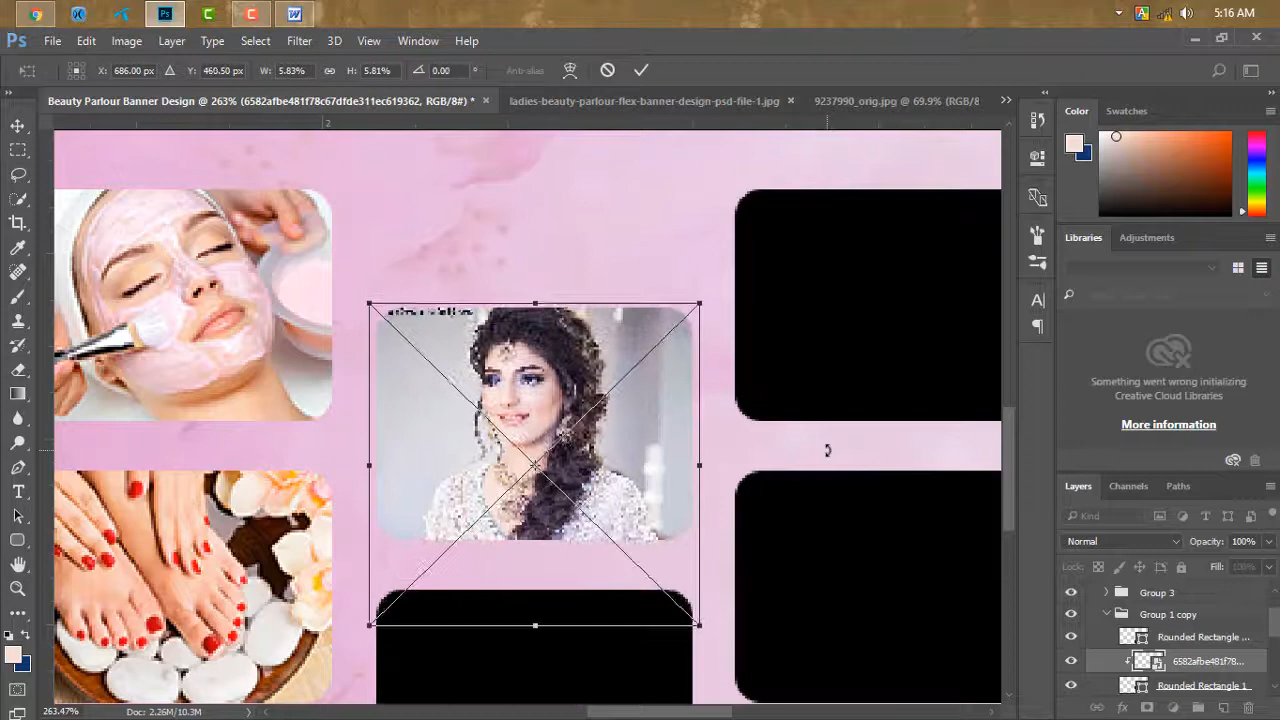 5:16 AM
Ps File Edit Image Layer Type Select Filter 3D View Window Help
X: 686.00 px Y: 460.50 px W: 5.83% H: 5.81% 0.00 ° Anti-alias
Beauty Parlour Banner Design @ 263% (6582afbe481f78c67dfde311ec619362, RGB/8#) * ladies-beauty-parlour-flex-banner-design-psd-file-1.jpg 9237990_orig.jpg @ 69.9% (RGB/8
2
Color Swatches
Libraries Adjustments
Something went wrong initializing
Creative Cloud Libraries
More information
Layers Channels Paths
Kind
Normal Opacity: 100%
Lock: Fill: 100%
Group 3
Group 1 copy
Rounded Rectangle ...
6582afbe481f78...
Rounded Rectangle 1
263.47% Doc: 2.26M/10.3M